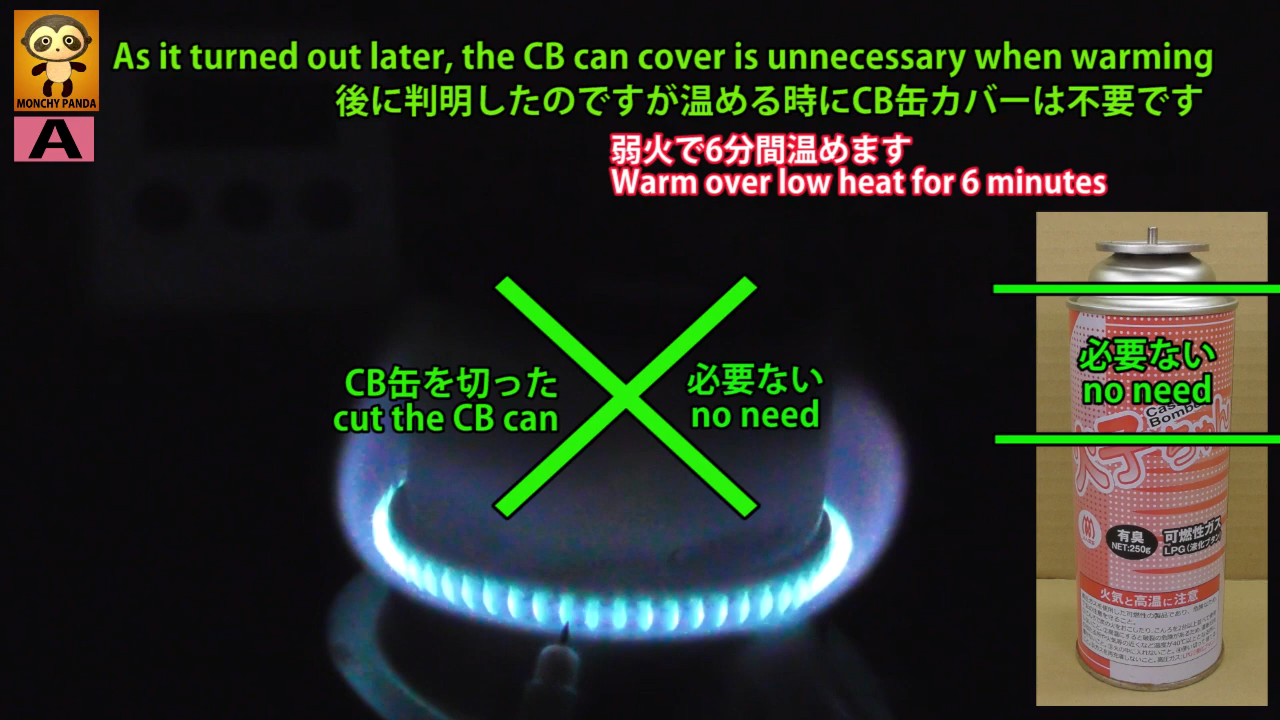 As it turned out later, the CB can cover is unnecessary when warming
後に判明したのですが温める時にCB缶カバーは不要です
MONCHY PANDA
A
弱火で6分間温めます
Warm over low heat for 6 minutes
CB缶を切った
cut the CB can
必要ない
no need
必要ない
no need
有臭
NET:250g
可燃性ガス
LPG(液化ブタン)
火気と高温に注意